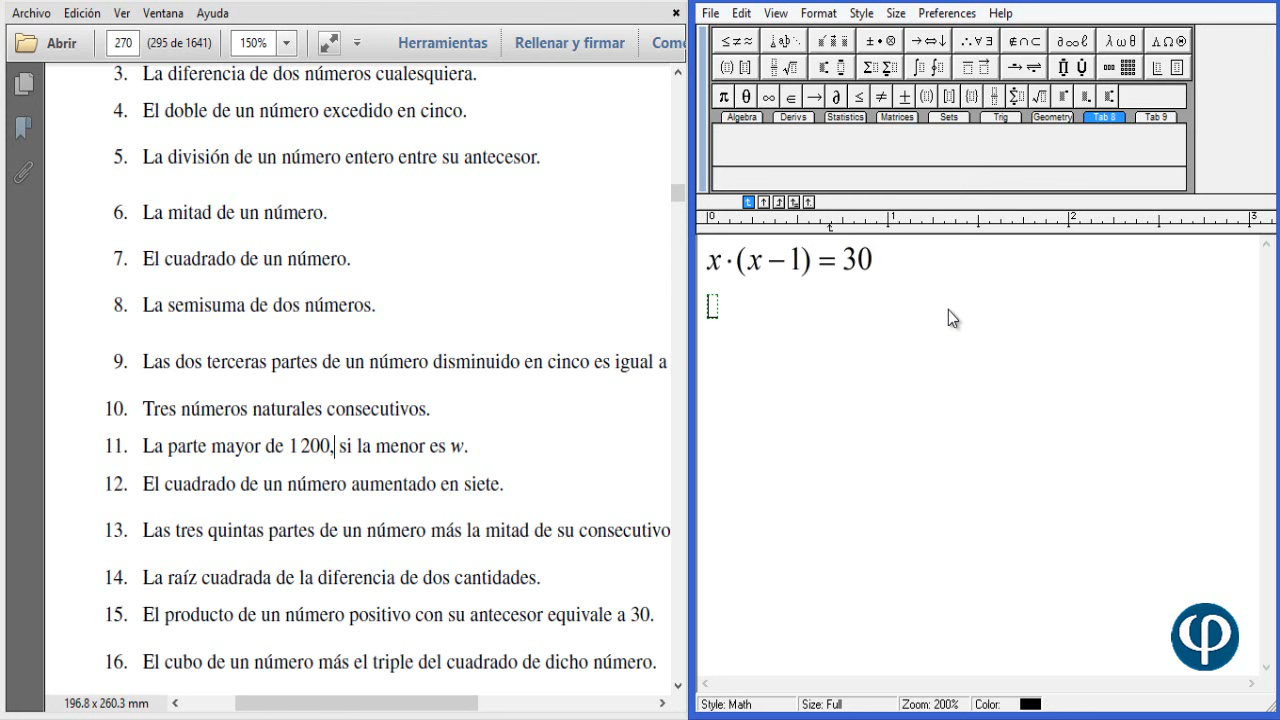 Archivo Edición Ver Ventana Ayuda
Abrir 270 (295 de 1641) 150% Herramientas Rellenar y firmar Come
3. La diferencia de dos números cualesquiera.
4. El doble de un número excedido en cinco.
5. La división de un número entero entre su antecesor.
6. La mitad de un número.
7. El cuadrado de un número.
8. La semisuma de dos números.
9. Las dos terceras partes de un número disminuido en cinco es igual a
10. Tres números naturales consecutivos.
11. La parte mayor de 1 200, si la menor es w.
12. El cuadrado de un número aumentado en siete.
13. Las tres quintas partes de un número más la mitad de su consecutivo
14. La raíz cuadrada de la diferencia de dos cantidades.
15. El producto de un número positivo con su antecesor equivale a 30.
16. El cubo de un número más el triple del cuadrado de dicho número.
196.8 x 260.3 mm
File Edit View Format Style Size Preferences Help
π θ ∞ ∈ → ∂ ≤ ≠ ±
Algebra Derivs Statistics Matrices Sets Trig Geometry Tab 8 Tab 9
0 1 2 3
x·(x−1)=30
Style: Math Size: Full Zoom: 200% Color: